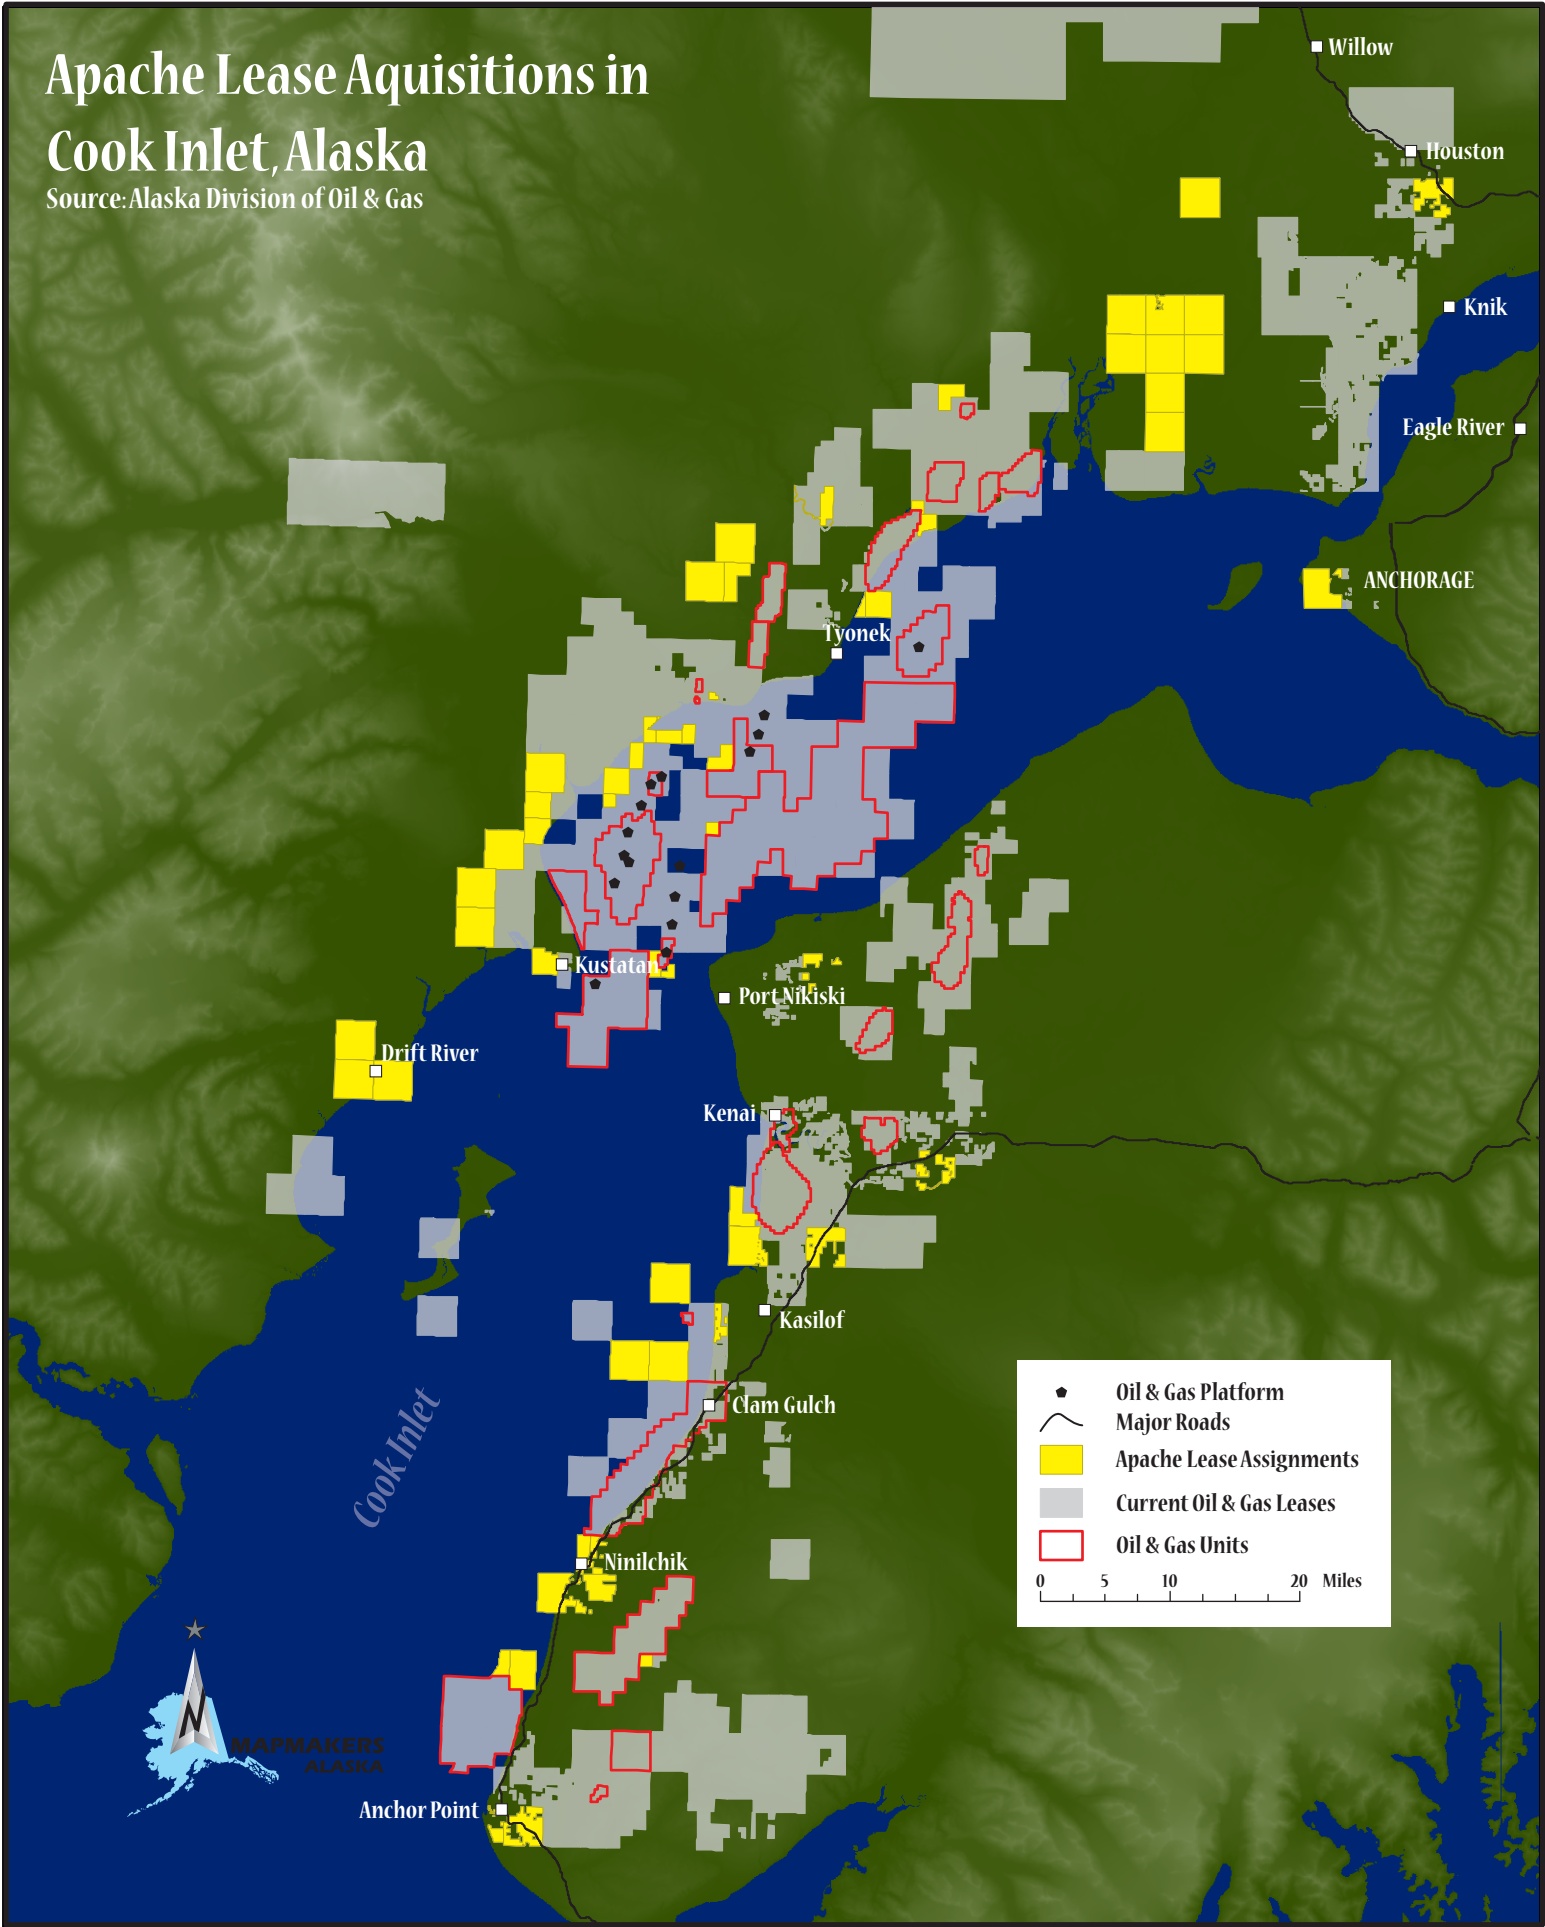 Apache Lease Aquisitions in
Cook Inlet, Alaska
Source: Alaska Division of Oil & Gas
Willow
Houston
Knik
Eagle River
ANCHORAGE
Tyonek
Kustatan
Port Nikiski
Drift River
Kenai
Kasilof
Clam Gulch
Cook Inlet
Ninilchik
Anchor Point
Oil & Gas Platform
Major Roads
Apache Lease Assignments
Current Oil & Gas Leases
Oil & Gas Units
0 5 10 20 Miles
N
MAPMAKERS
ALASKA